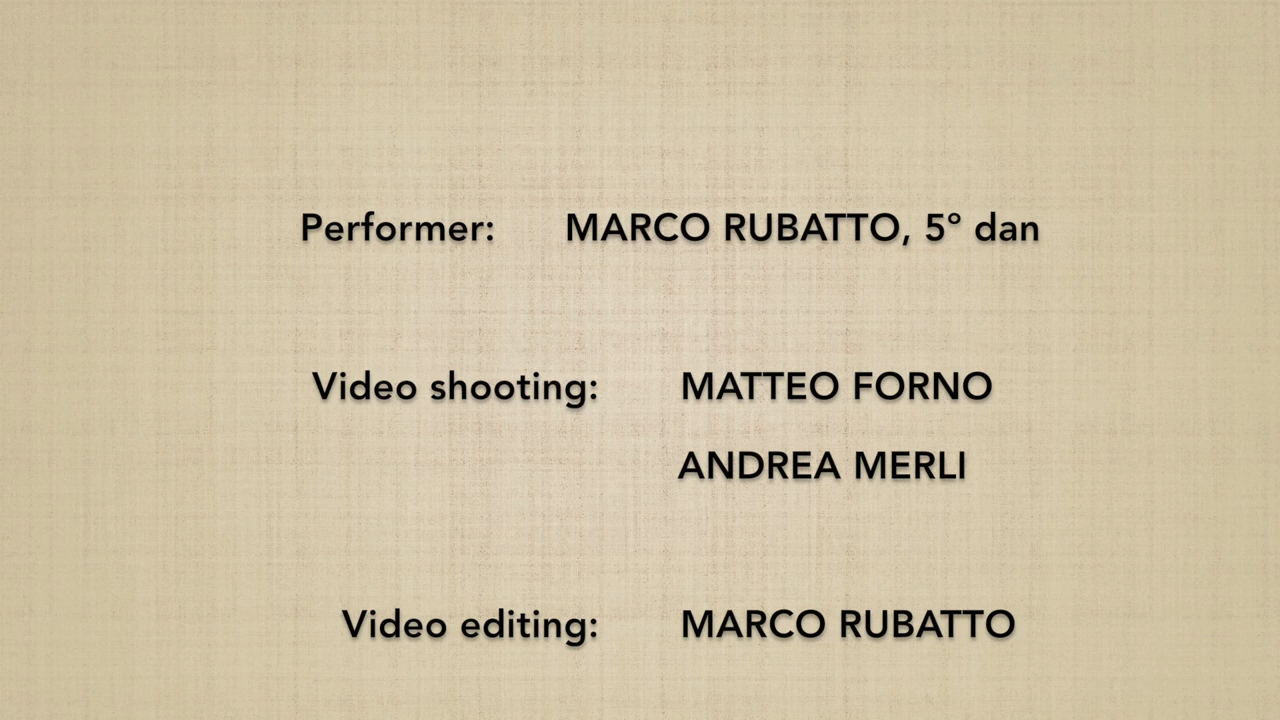 Performer: MARCO RUBATTO, 5° dan
Video shooting: MATTEO FORNO
ANDREA MERLI
Video editing: MARCO RUBATTO